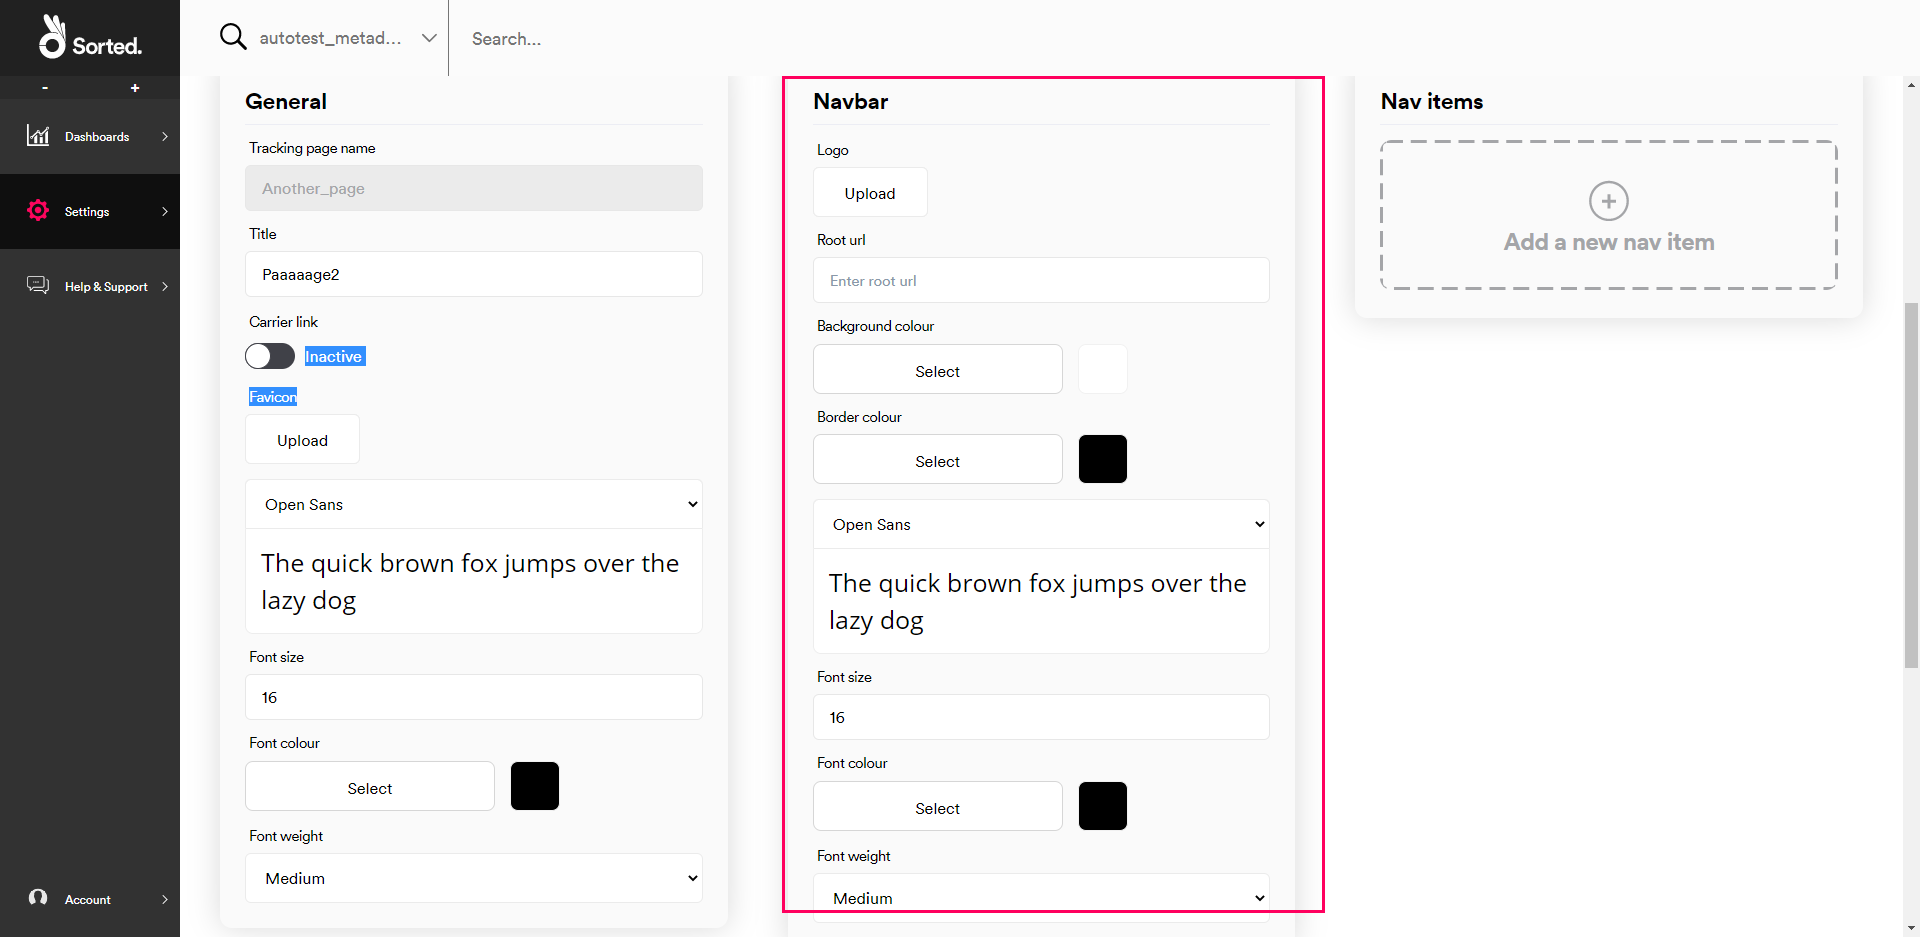 Sorted.
autotest_metad...
Search...
- +
Dashboards
Settings
Help & Support
Account
General
Tracking page name
Another_page
Title
Paaaaage2
Carrier link
Inactive
Favicon
Upload
Open Sans
The quick brown fox jumps over the
lazy dog
Font size
16
Font colour
Select
Font weight
Medium
Navbar
Logo
Upload
Root url
Enter root url
Background colour
Select
Border colour
Select
Open Sans
The quick brown fox jumps over the
lazy dog
Font size
16
Font colour
Select
Font weight
Medium
Nav items
Add a new nav item